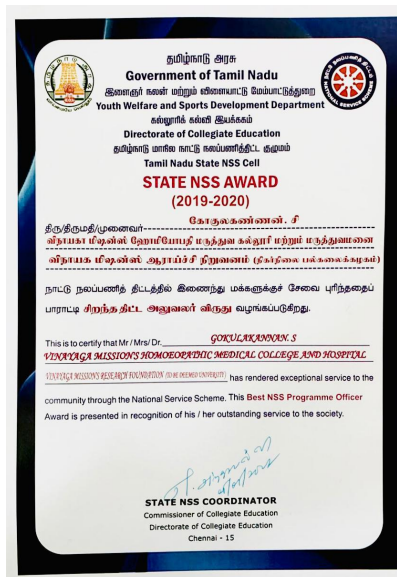 தமிழ்நாடு அரசு
Government of Tamil Nadu
இளைஞர் நலன் மற்றும் விளையாட்டு மேம்பாட்டுத்துறை
Youth Welfare and Sports Development Department
கல்லூரிக் கல்வி இயக்ககம்
Directorate of Collegiate Education
தமிழ்நாடு மாநில நாட்டு நலப்பணித்திட்ட குழுமம்
Tamil Nadu State NSS Cell
STATE NSS AWARD
(2019-2020)
திரு/திருமதி/முனைவர் கோகுலகண்ணன். சி
விநாயகா மிஷன்ஸ் ஹோமியோபதி மருத்துவ கல்லூரி மற்றும் மருத்துவமனை
விநாயக மிஷன்ஸ் ஆராய்ச்சி நிறுவனம் (நிகர்நிலை பல்கலைக்கழகம்)
நாட்டு நலப்பணித் திட்டத்தில் இணைந்து மக்களுக்குச் சேவை புரிந்ததைப்
பாராட்டி சிறந்த திட்ட அலுவலர் விருது வழங்கப்படுகிறது.
This is to certify that Mr / Mrs/ Dr. GOKULAKANNAN. S
VINAYAGA MISSIONS HOMOEOPATHIC MEDICAL COLLEGE AND HOSPITAL
VINAYAGA MISSIONS RESEARCH FOUNDATION (TO BE DEEMED UNIVERSITY) has rendered exceptional service to the
community through the National Service Scheme. This Best NSS Programme Officer
Award is presented in recognition of his / her outstanding service to the society.
STATE NSS COORDINATOR
Commissioner of Collegiate Education
Directorate of Collegiate Education
Chennai - 15